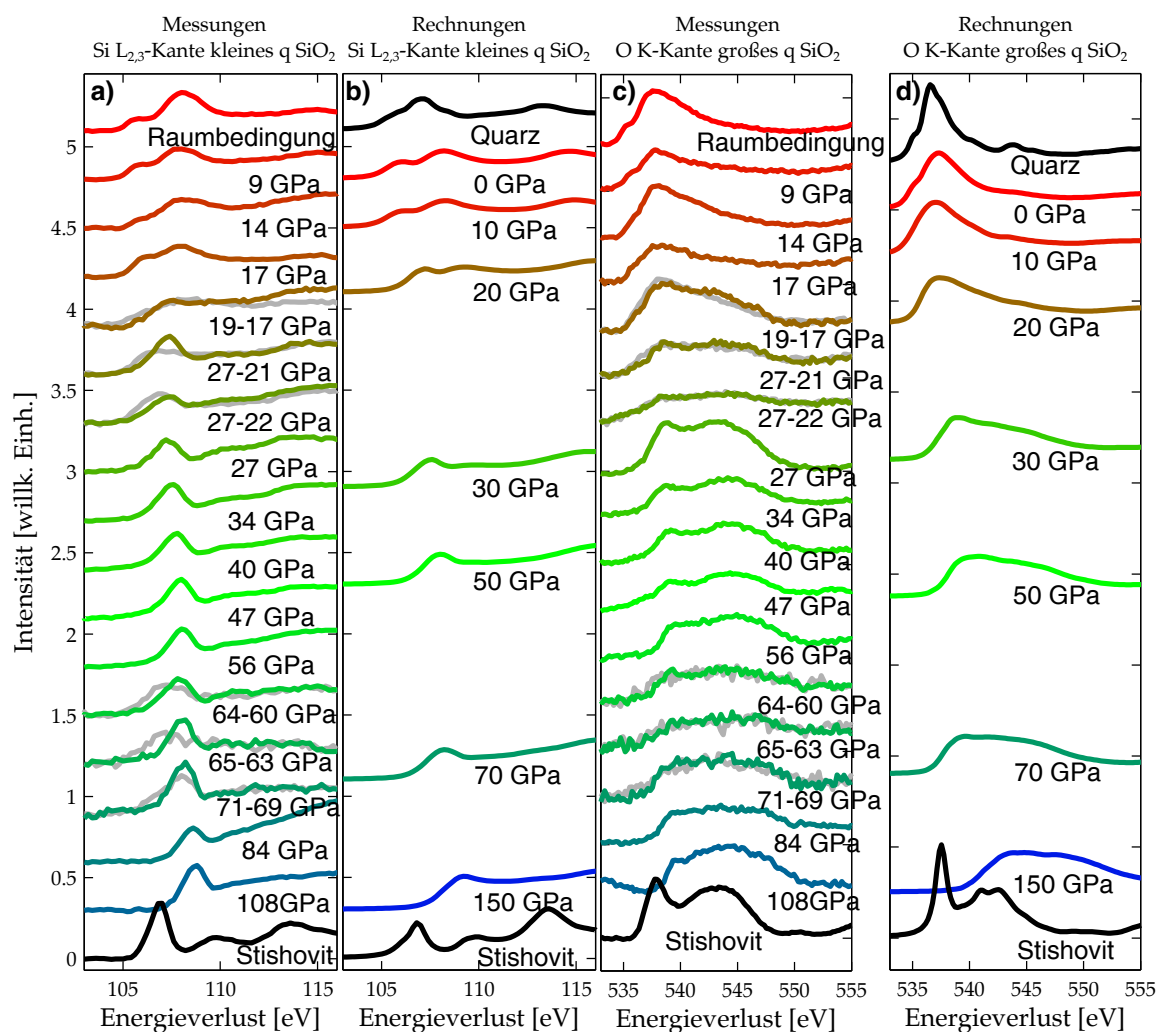 Messungen
Si L2,3-Kante kleines q SiO2
Rechnungen
Si L2,3-Kante kleines q SiO2
Messungen
O K-Kante großes q SiO2
Rechnungen
O K-Kante großes q SiO2
Intensität [willk. Einh.]
5
4.5
4
3.5
3
2.5
2
1.5
1
0.5
0
a)
Raumbedingung
9 GPa
14 GPa
17 GPa
19-17 GPa
27-21 GPa
27-22 GPa
27 GPa
34 GPa
40 GPa
47 GPa
56 GPa
64-60 GPa
65-63 GPa
71-69 GPa
84 GPa
108GPa
Stishovit
105 110 115
Energieverlust [eV]
b)
Quarz
0 GPa
10 GPa
20 GPa
30 GPa
50 GPa
70 GPa
150 GPa
Stishovit
105 110 115
Energieverlust [eV]
c)
Raumbedingung
9 GPa
14 GPa
17 GPa
19-17 GPa
27-21 GPa
27-22 GPa
27 GPa
34 GPa
40 GPa
47 GPa
56 GPa
64-60 GPa
65-63 GPa
71-69 GPa
84 GPa
108GPa
Stishovit
535 540 545 550 555
Energieverlust [eV]
d)
Quarz
0 GPa
10 GPa
20 GPa
30 GPa
50 GPa
70 GPa
150 GPa
Stishovit
535 540 545 550 555
Energieverlust [eV]